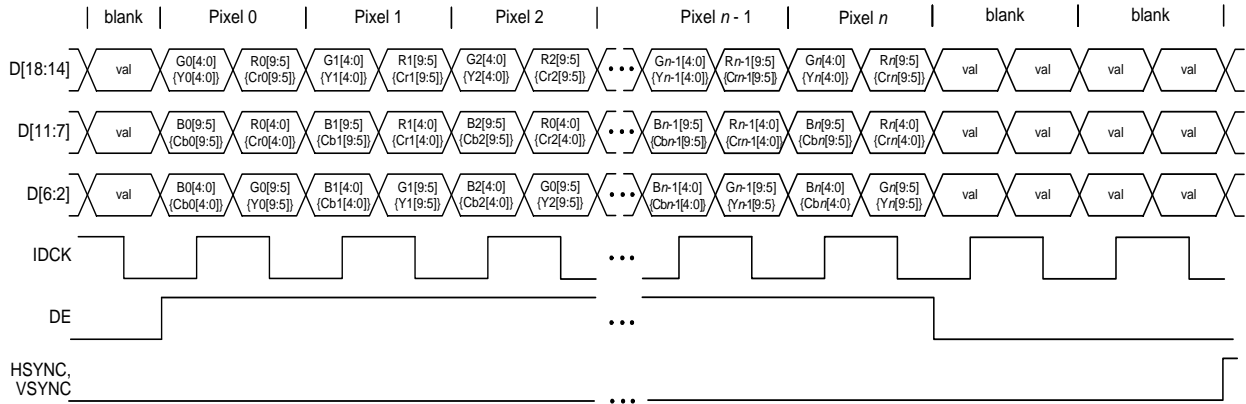 | blank | Pixel 0 | Pixel 1 | Pixel 2 | Pixel n - 1 | Pixel n | blank | blank |
G0[4:0] R0[9:5] G1[4:0] R1[9:5] G2[4:0] R2[9:5] Gn-1[4:0] Rn-1[9:5] Gn[4:0] Rn[9:5]
D[18:14] val val val val val
{Y0[4:0]} {Cr0[9:5]} {Y1[4:0]} {Cr1[9:5]} {Y2[4:0]} {Cr2[9:5]} {Yn-1[4:0]} {Crn-1[9:5]} {Yn[4:0]} {Crn[9:5]}
B0[9:5] R0[4:0] B1[9:5] R1[4:0] B2[9:5] R0[4:0] Bn-1[9:5] Rn-1[4:0] Bn[9:5] Rn[4:0]
D[11:7] val val val val val
{Cb0[9:5]} {Cr0[4:0]} {Cb1[9:5]} {Cr1[4:0]} {Cb2[9:5]} {Cr2[4:0]} {Cbn-1[9:5]} {Crn-1[4:0]} {Cbn[9:5]} {Crn[4:0]}
B0[4:0] G0[9:5] B1[4:0] G1[9:5] B2[4:0] G0[9:5] Bn-1[4:0] Gn-1[9:5] Bn[4:0] Gn[9:5]
D[6:2] val val val val val
{Cb0[4:0]} {Y0[9:5]} {Cb1[4:0]} {Y1[9:5]} {Cb2[4:0]} {Y2[9:5]} {Cbn-1[4:0]} {Yn-1[9:5} {Cbn[4:0} {Yn[9:5]}
IDCK
DE
HSYNC,
VSYNC